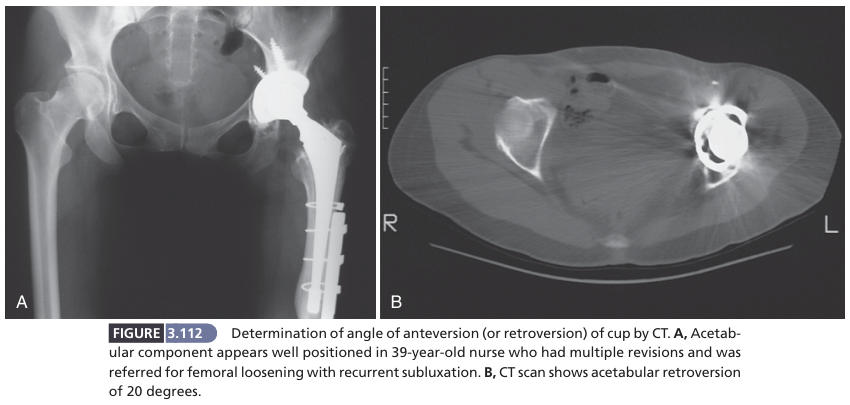 A
R
B
L
FIGURE 3.112 Determination of angle of anteversion (or retroversion) of cup by CT. A, Acetab-
ular component appears well positioned in 39-year-old nurse who had multiple revisions and was
referred for femoral loosening with recurrent subluxation. B, CT scan shows acetabular retroversion
of 20 degrees.